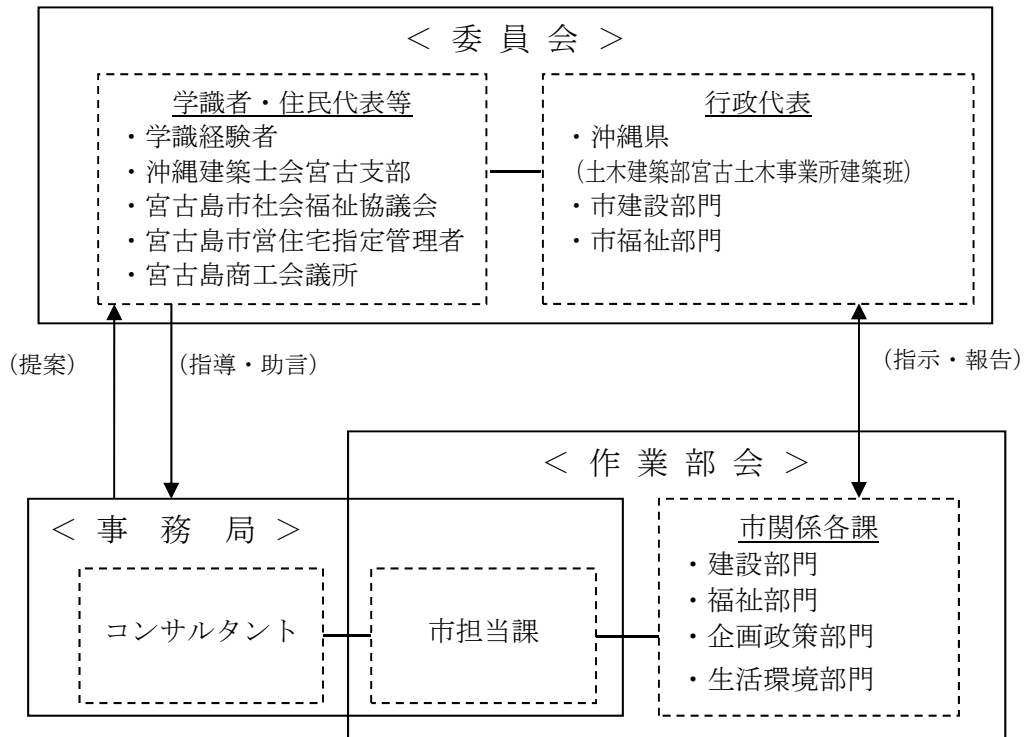 ＜ 委 員 会 ＞
学識者・住民代表等
・学識経験者
・沖縄建築士会宮古支部
・宮古島市社会福祉協議会
・宮古島市営住宅指定管理者
・宮古島商工会議所
行政代表
・沖縄県
（土木建築部宮古土木事業所建築班）
・市建設部門
・市福祉部門
（提案）
（指導・助言）
（指示・報告）
＜ 作 業 部 会 ＞
＜ 事　務　局 ＞
コンサルタント
市担当課
市関係各課
・建設部門
・福祉部門
・企画政策部門
・生活環境部門